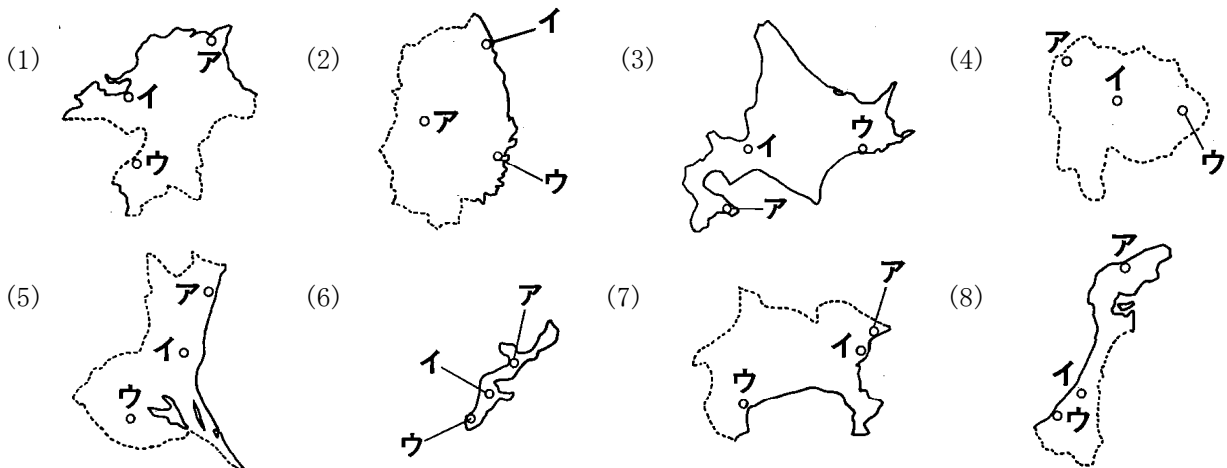 (1) ア イ ウ
(2) ア イ ウ
(3) ア イ ウ
(4) ア イ ウ
(5) ア イ ウ
(6) ア イ ウ
(7) ア イ ウ
(8) ア イ ウ